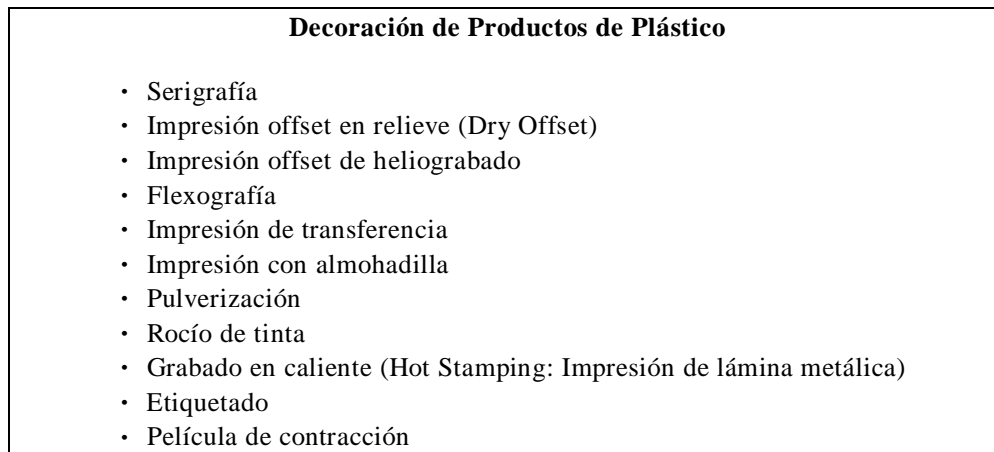 Decoración de Productos de Plástico
・ Serigrafía
・ Impresión offset en relieve (Dry Offset)
・ Impresión offset de heliograbado
・ Flexografía
・ Impresión de transferencia
・ Impresión con almohadilla
・ Pulverización
・ Rocío de tinta
・ Grabado en caliente (Hot Stamping: Impresión de lámina metálica)
・ Etiquetado
・ Película de contracción